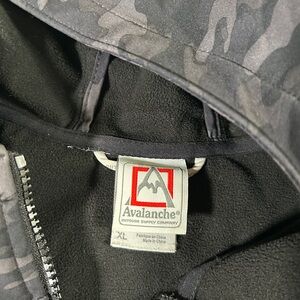 Avalanche®
OUTDOOR SUPPLY COMPANY
XL
Made in China